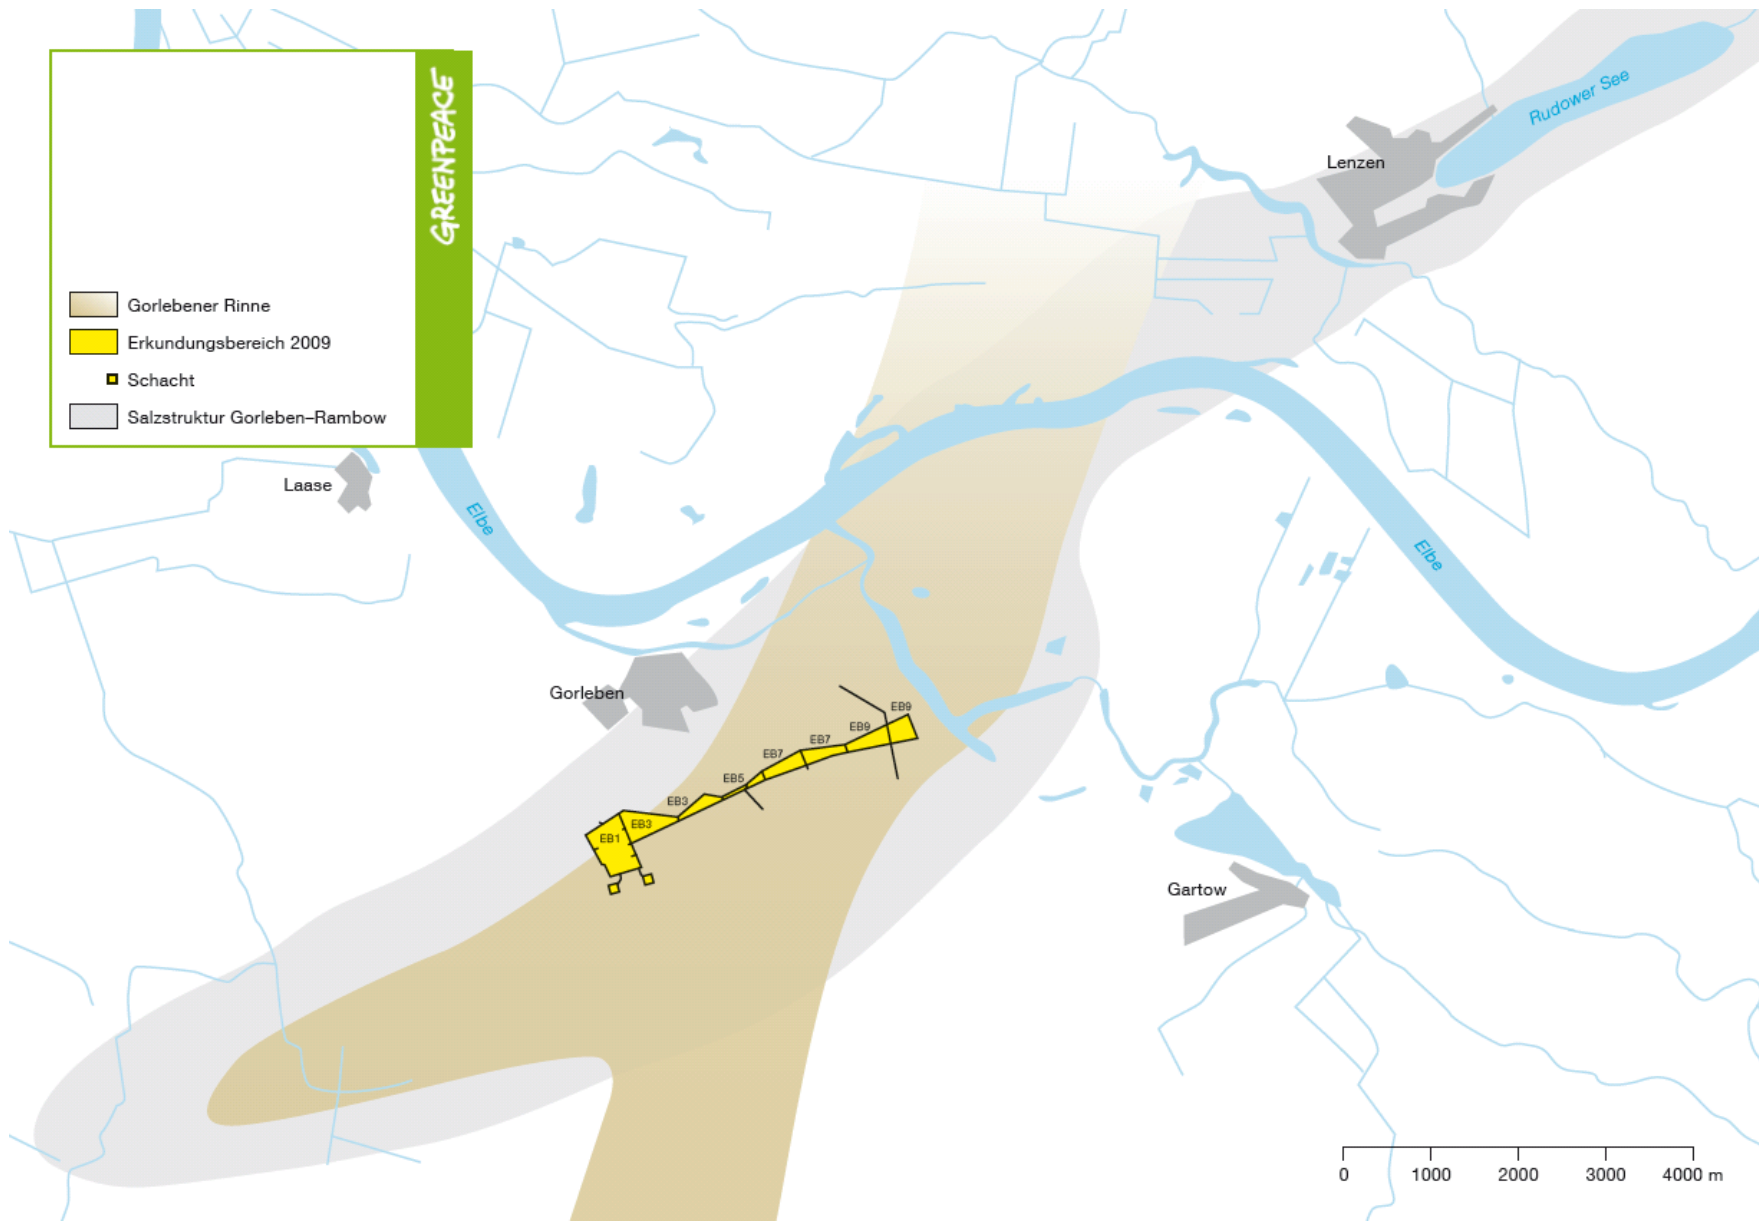 GREENPEACE
Gorlebener Rinne
Erkundungsbereich 2009
Schacht
Salzstruktur Gorleben–Rambow
Rudower See
Lenzen
Laase
Elbe
Elbe
Gorleben
EB9
EB9
EB7
EB7
EB5
EB3
EB3
EB1
Gartow
0 1000 2000 3000 4000 m